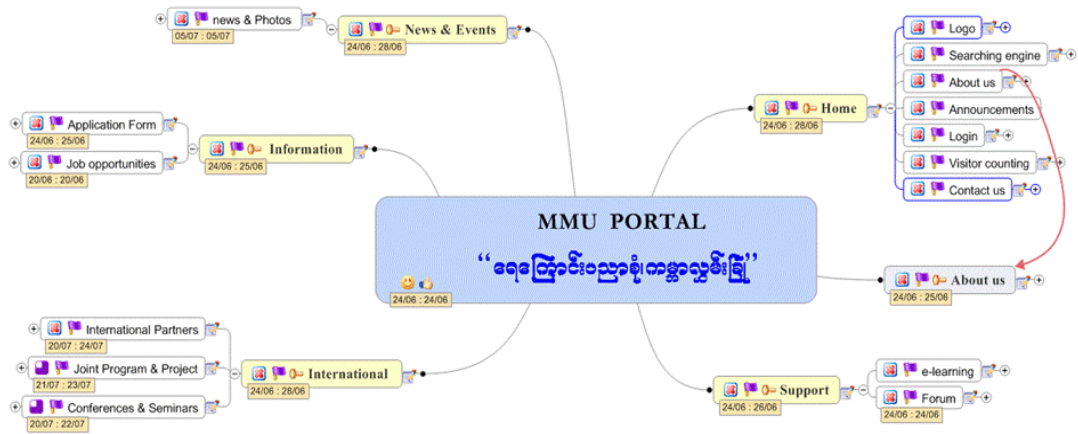 news & Photos
05/07 : 05/07
News & Events
24/06 : 28/06
Application Form
24/06 : 25/06
Job opportunities
20/06 : 20/06
Information
24/06 : 25/06
MMU PORTAL
“ရေကြောင်းပညာစုံ၊ကမ္ဘာလွှမ်းခြုံ”
24/06 : 24/06
International Partners
20/07 : 24/07
Joint Program & Project
21/07 : 23/07
Conferences & Seminars
20/07 : 22/07
International
24/06 : 28/06
Home
24/06 : 28/06
Logo
Searching engine
About us
Announcements
Login
Visitor counting
Contact us
About us
24/06 : 25/06
Support
24/06 : 26/06
e-learning
Forum
24/06 : 24/06